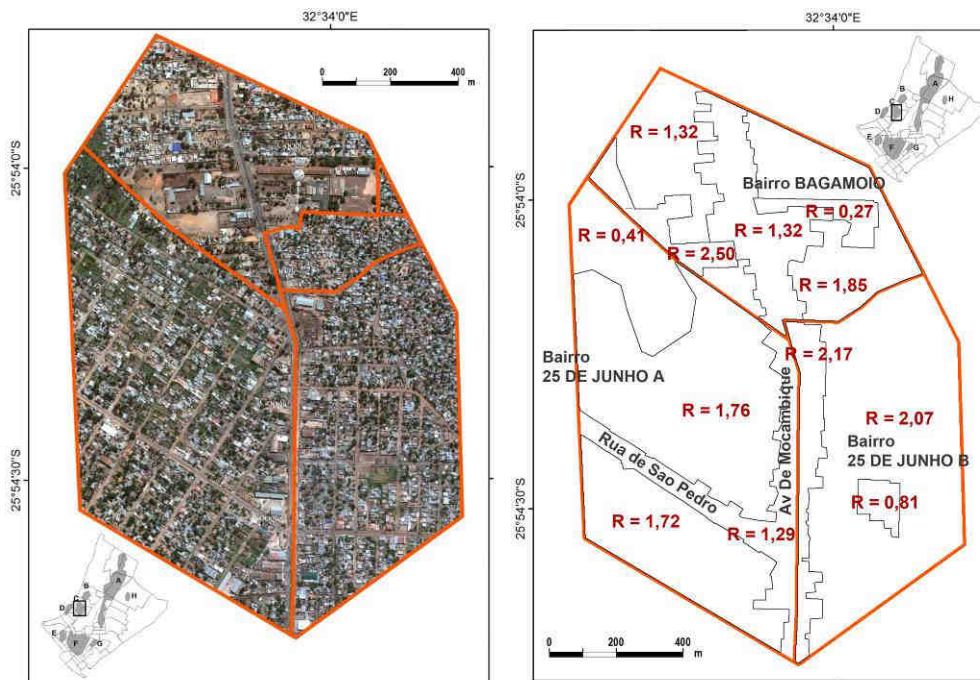 32°34'0"E
0 200 400
m
25°54'0"S
25°54'30"S
A
B
C
D
H
E
F
G
32°34'0"E
A
B
C
D
H
E
F
G
R = 1,32
25°54'0"S
Bairro BAGAMOIO
R = 0,27
R = 0,41
R = 1,32
R = 2,50
R = 1,85
R = 2,17
Bairro
25 DE JUNHO A
R = 1,76
Av De Mocambique
R = 2,07
Bairro
25 DE JUNHO B
Rua de Sao Pedro
25°54'30"S
R = 0,81
R = 1,72
R = 1,29
0 200 400
m